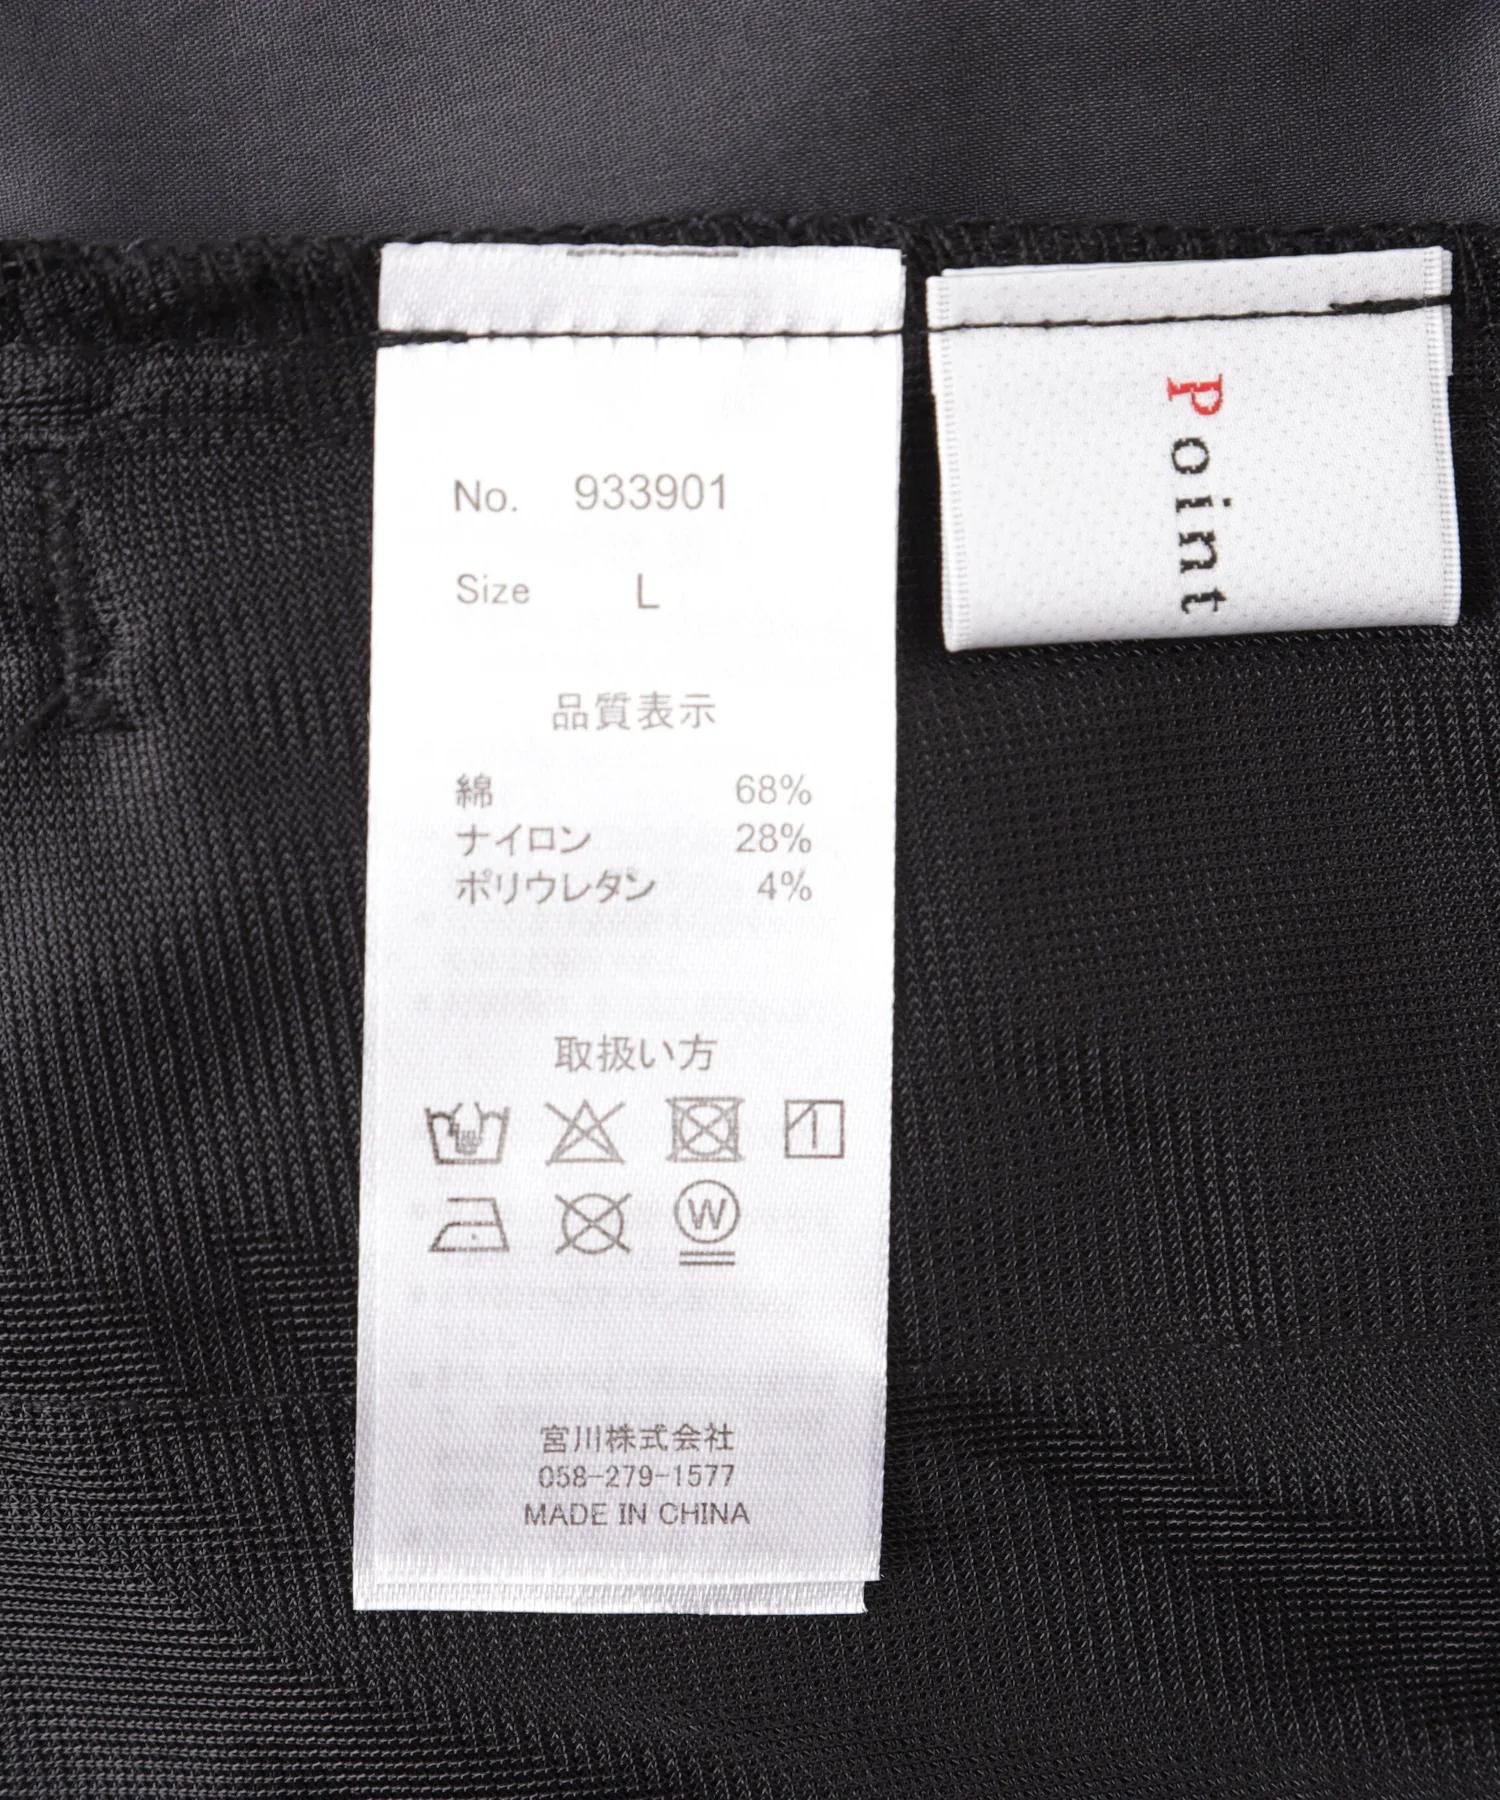 No. 933901
Size L
品質表示
綿 68%
ナイロン 28%
ポリウレタン 4%
取扱い方
W
宮川株式会社
058-279-1577
MADE IN CHINA
Point